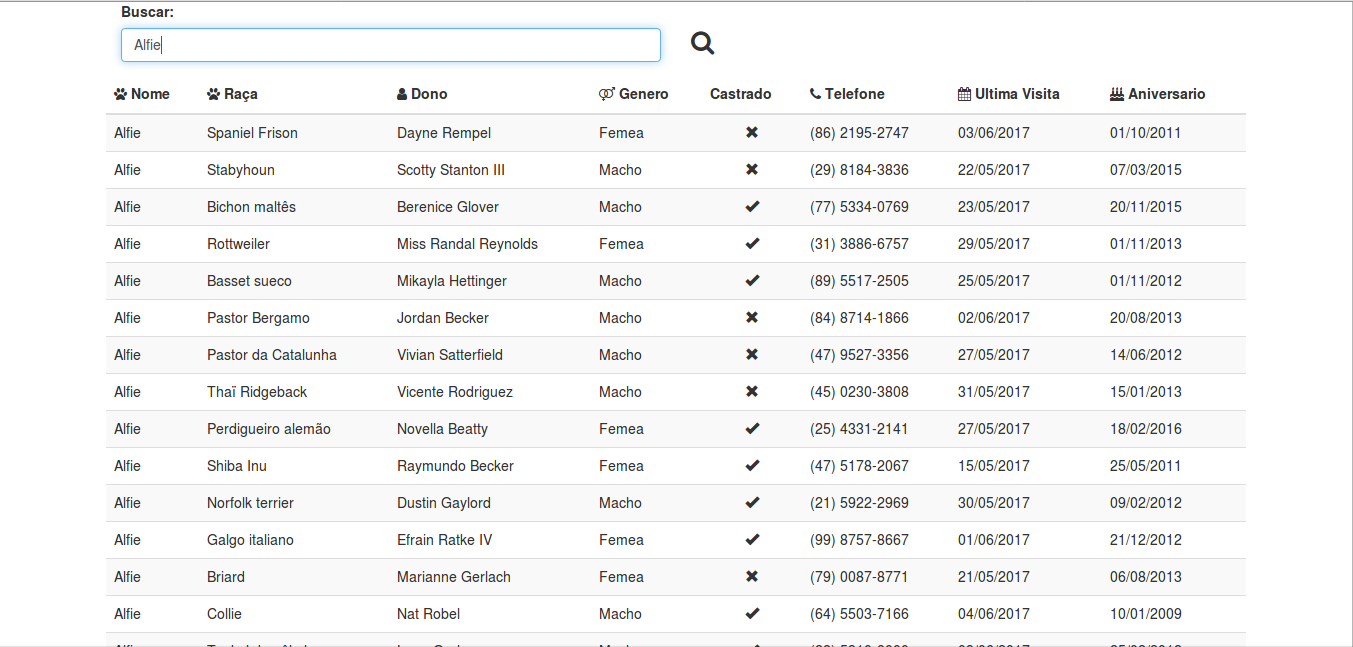 Buscar:
Alfie
Nome Raça Dono Genero Castrado Telefone Ultima Visita Aniversario
Alfie Spaniel Frison Dayne Rempel Femea (86) 2195-2747 03/06/2017 01/10/2011
Alfie Stabyhoun Scotty Stanton III Macho (29) 8184-3836 22/05/2017 07/03/2015
Alfie Bichon maltês Berenice Glover Macho (77) 5334-0769 23/05/2017 20/11/2015
Alfie Rottweiler Miss Randal Reynolds Femea (31) 3886-6757 29/05/2017 01/11/2013
Alfie Basset sueco Mikayla Hettinger Macho (89) 5517-2505 25/05/2017 01/11/2012
Alfie Pastor Bergamo Jordan Becker Macho (84) 8714-1866 02/06/2017 20/08/2013
Alfie Pastor da Catalunha Vivian Satterfield Macho (47) 9527-3356 27/05/2017 14/06/2012
Alfie Thaï Ridgeback Vicente Rodriguez Macho (45) 0230-3808 31/05/2017 15/01/2013
Alfie Perdigueiro alemão Novella Beatty Femea (25) 4331-2141 27/05/2017 18/02/2016
Alfie Shiba Inu Raymundo Becker Femea (47) 5178-2067 15/05/2017 25/05/2011
Alfie Norfolk terrier Dustin Gaylord Macho (21) 5922-2969 30/05/2017 09/02/2012
Alfie Galgo italiano Efrain Ratke IV Femea (99) 8757-8667 01/06/2017 21/12/2012
Alfie Briard Marianne Gerlach Femea (79) 0087-8771 21/05/2017 06/08/2013
Alfie Collie Nat Robel Macho (64) 5503-7166 04/06/2017 10/01/2009